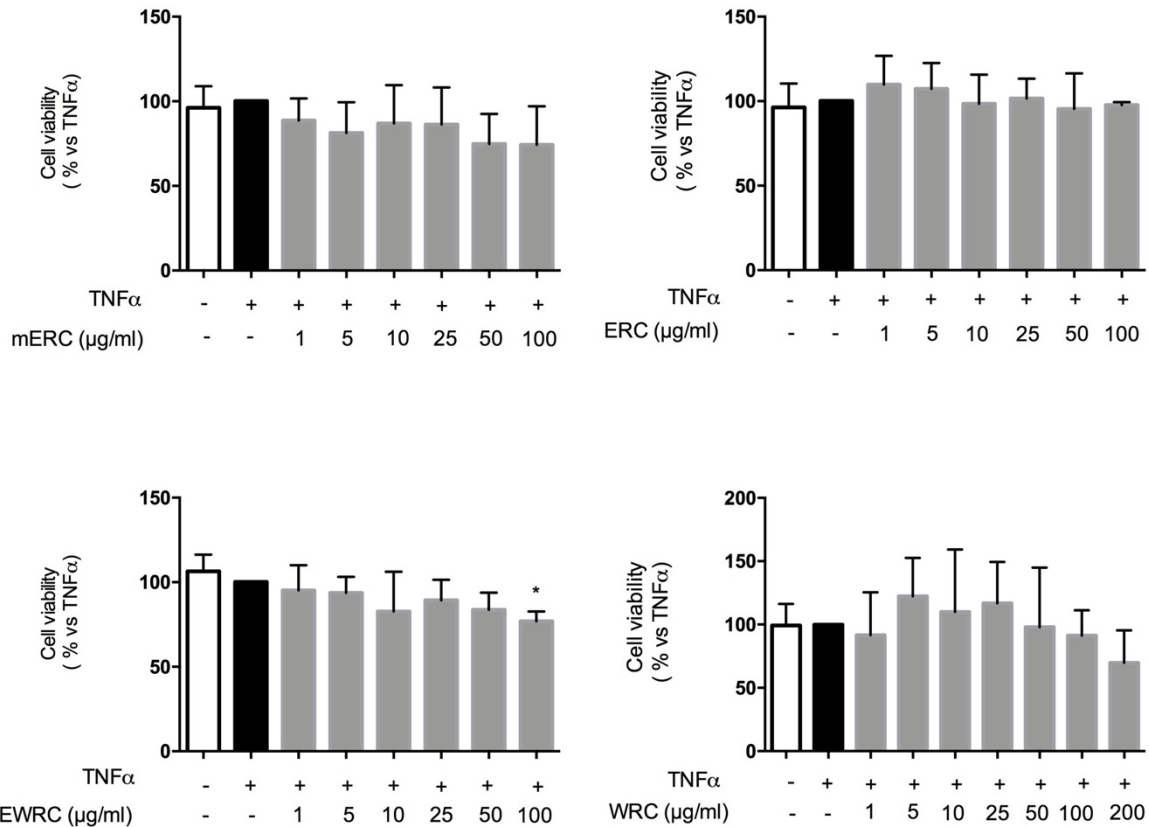 150
100
50
0
Cell viability
( % vs TNFα)
TNFα - + + + + + + +
mERC (µg/ml) - - 1 5 10 25 50 100
150
100
50
0
Cell viability
( % vs TNFα)
TNFα - + + + + + + +
ERC (µg/ml) - - 1 5 10 25 50 100
150
100
50
0
Cell viability
( % vs TNFα)
*
TNFα - + + + + + + +
EWRC (µg/ml) - - 1 5 10 25 50 100
200
150
100
50
0
Cell viability
( % vs TNFα)
TNFα - + + + + + + + +
WRC (µg/ml) - - 1 5 10 25 50 100 200